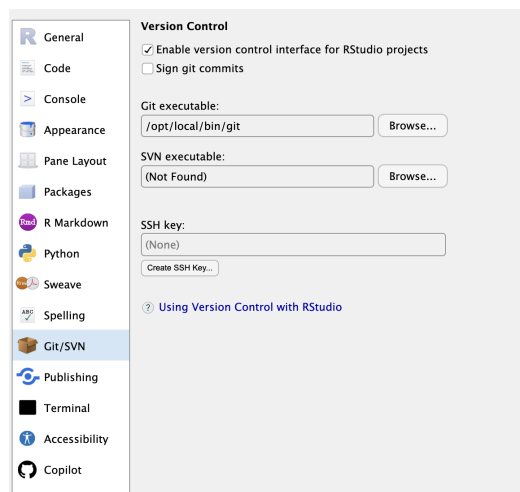 General
Code
Console
Appearance
Pane Layout
Packages
Rmd
R Markdown
Python
Sweave
ABC
Spelling
Git/SVN
Publishing
Terminal
Accessibility
Copilot
Version Control
Enable version control interface for RStudio projects
Sign git commits
Git executable:
/opt/local/bin/git
Browse...
SVN executable:
(Not Found)
Browse...
SSH key:
(None)
Create SSH Key...
? Using Version Control with RStudio